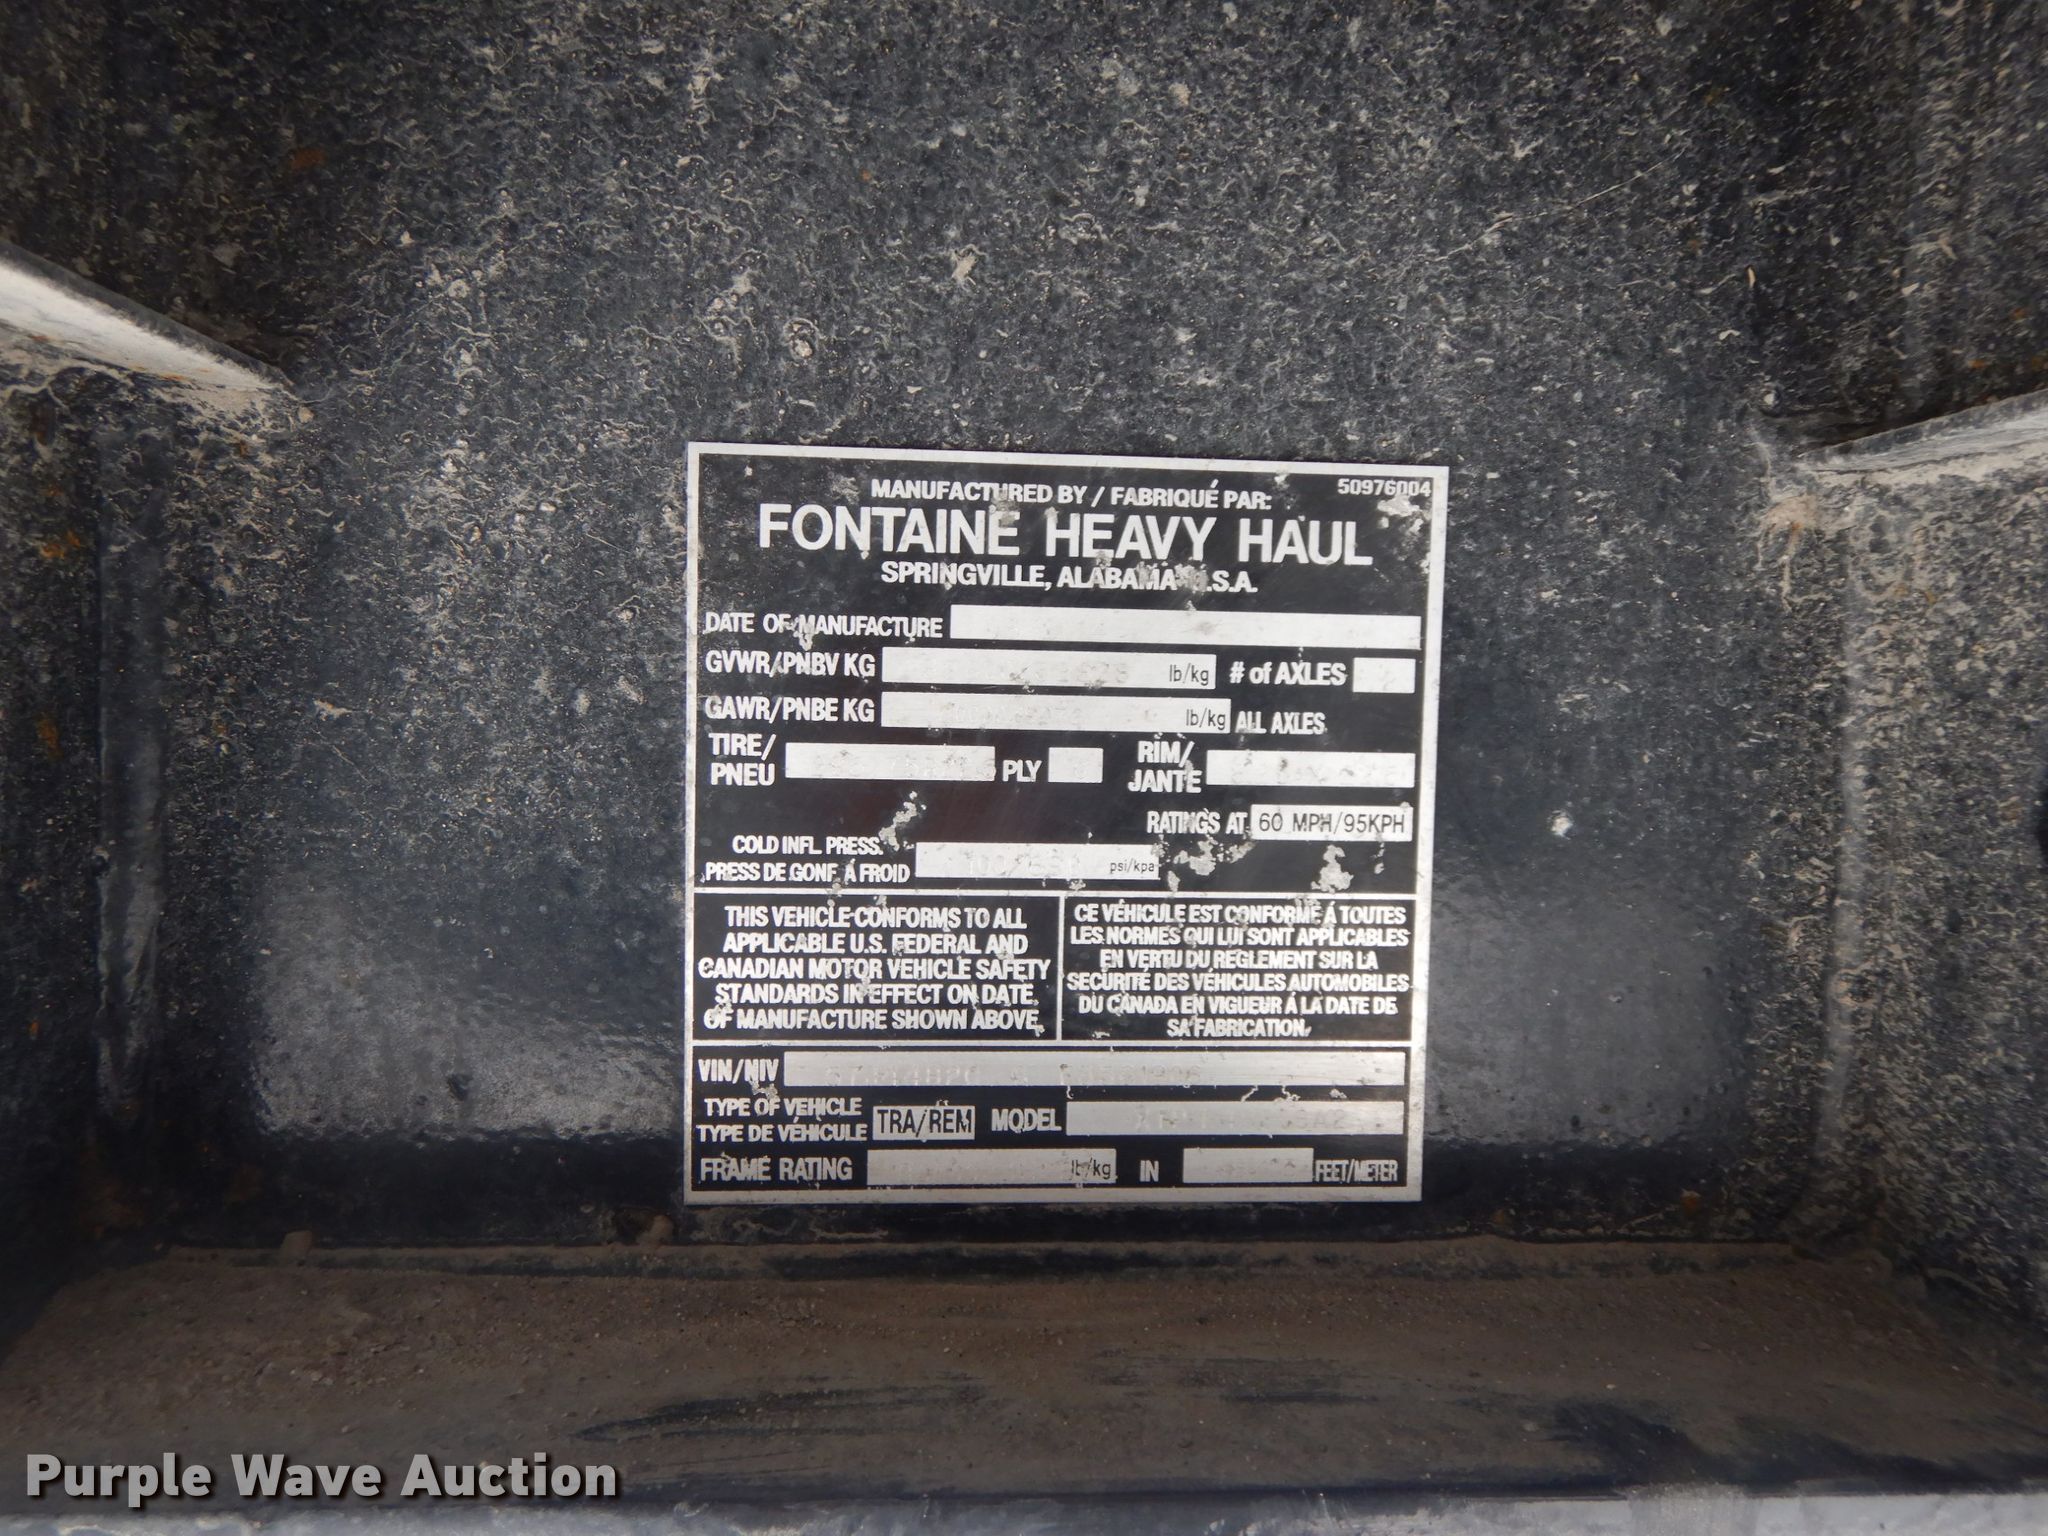 MANUFACTURED BY / FABRIQUÉ PAR: 50976004
FONTAINE HEAVY HAUL
SPRINGVILLE, ALABAMA .S.A.
DATE OF MANUFACTURE
GVWR/PNBV KG lb/kg # of AXLES
GAWR/PNBE KG lb/kg ALL AXLES
TIRE/ PNEU PLY RIM/ JANTE
RATINGS AT 60 MPH/95KPH
COLD INFL. PRESS.
PRESS DE GONF. Á FROID psi/kpa
THIS VEHICLE CONFORMS TO ALL
APPLICABLE U.S. FEDERAL AND
CANADIAN MOTOR VEHICLE SAFETY
STANDARDS IN EFFECT ON DATE
OF MANUFACTURE SHOWN ABOVE.
CE VÉHICULE EST CONFORME Á TOUTES
LES NORMES QUI LUI SONT APPLICABLES
EN VERTU DU REGLEMENT SUR LA
SÉCURITÉ DES VÉHICULES AUTOMOBILES
DU CANADA EN VIGUEUR Á LA DATE DE
SA FABRICATION.
VIN/NIV
TYPE OF VEHICLE
TYPE DE VÉHICULE TRA/REM MODEL
FRAME RATING lb/kg IN FEET/METER
Purple Wave Auction